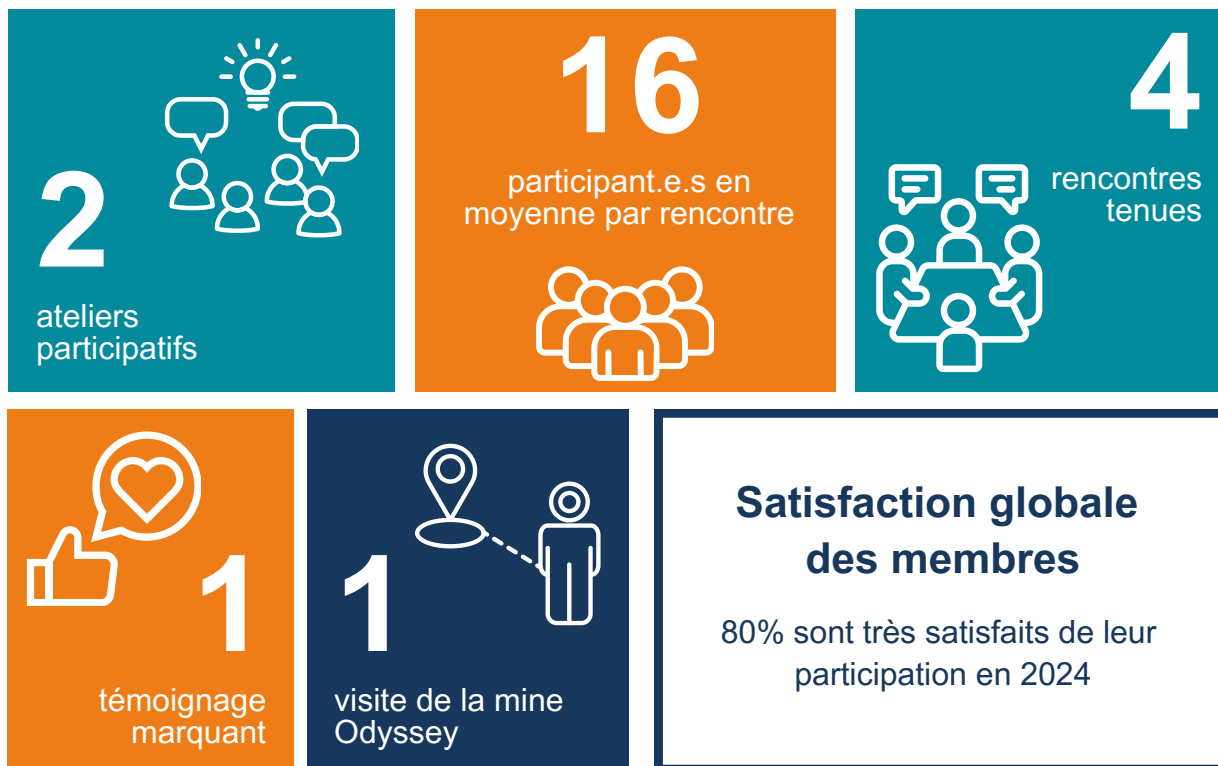 2
ateliers
participatifs
16
participant.e.s en
moyenne par rencontre
4
rencontres
tenues
1
témoignage
marquant
1
visite de la mine
Odyssey
Satisfaction globale
des membres
80% sont très satisfaits de leur
participation en 2024